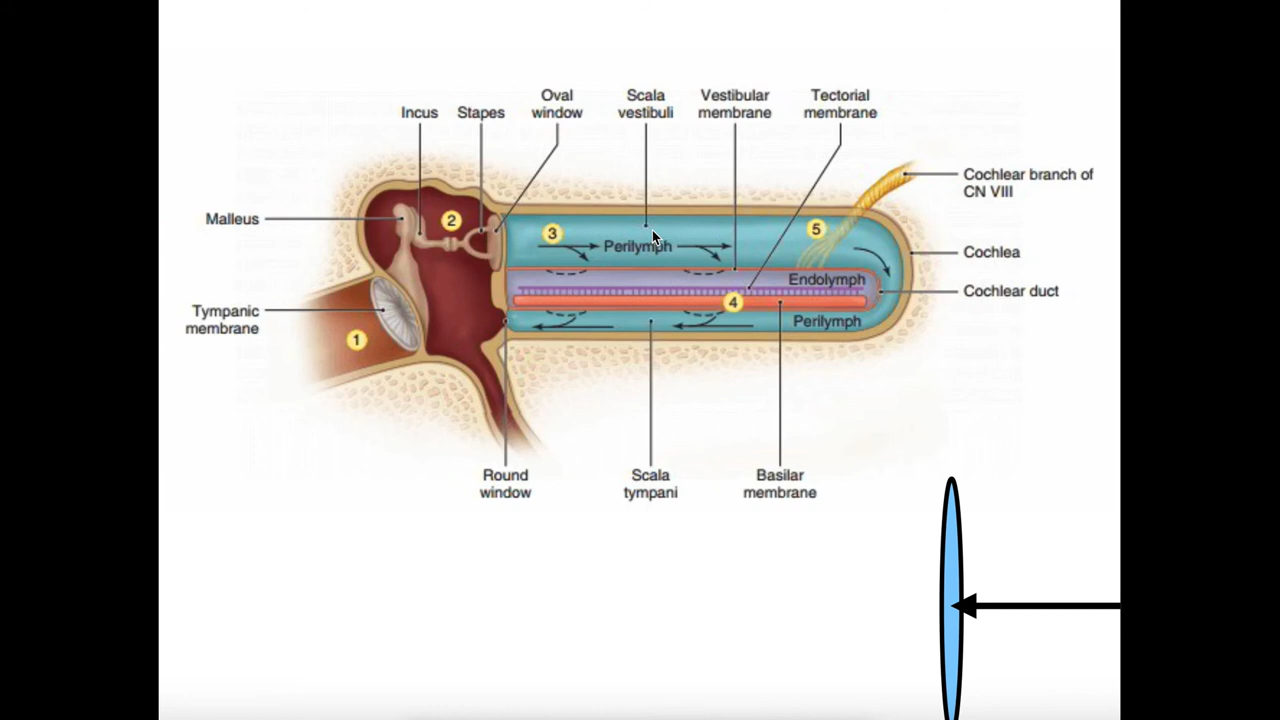 Oval
window
Scala
vestibuli
Vestibular
membrane
Tectorial
membrane
Incus
Stapes
Cochlear branch of
CN VIII
Malleus
2
3
5
Perilymph
Cochlea
Endolymph
Cochlear duct
4
Tympanic
membrane
Perilymph
1
Round
window
Scala
tympani
Basilar
membrane